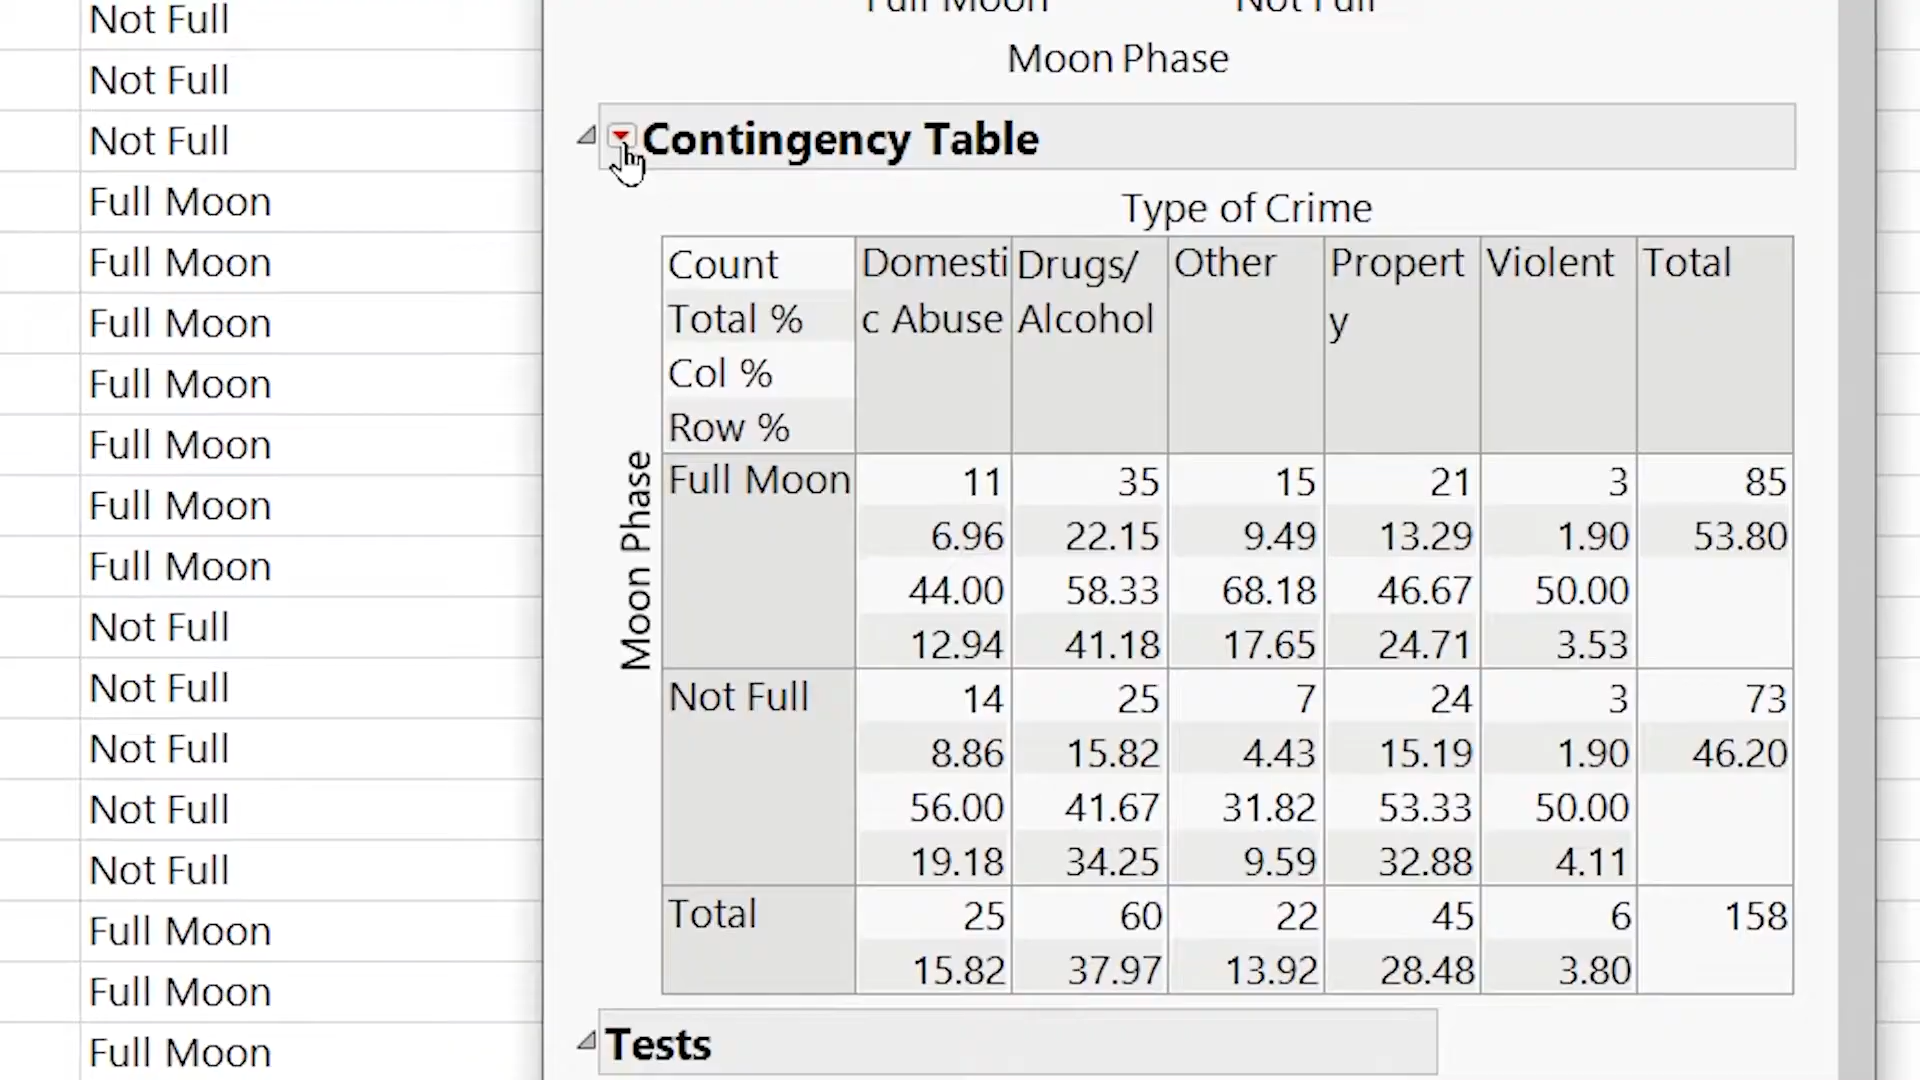 Not Full
Not Full
Not Full
Full Moon
Full Moon
Full Moon
Full Moon
Full Moon
Full Moon
Full Moon
Not Full
Not Full
Not Full
Not Full
Not Full
Full Moon
Full Moon
Full Moon
Full Moon Not Full
Moon Phase
Contingency Table
Type of Crime
Moon Phase
Count Domesti Drugs/ Other Propert Violent Total
Total % c Abuse Alcohol y
Col %
Row %
Full Moon 11 35 15 21 3 85
6.96 22.15 9.49 13.29 1.90 53.80
44.00 58.33 68.18 46.67 50.00
12.94 41.18 17.65 24.71 3.53
Not Full 14 25 7 24 3 73
8.86 15.82 4.43 15.19 1.90 46.20
56.00 41.67 31.82 53.33 50.00
19.18 34.25 9.59 32.88 4.11
Total 25 60 22 45 6 158
15.82 37.97 13.92 28.48 3.80
Tests